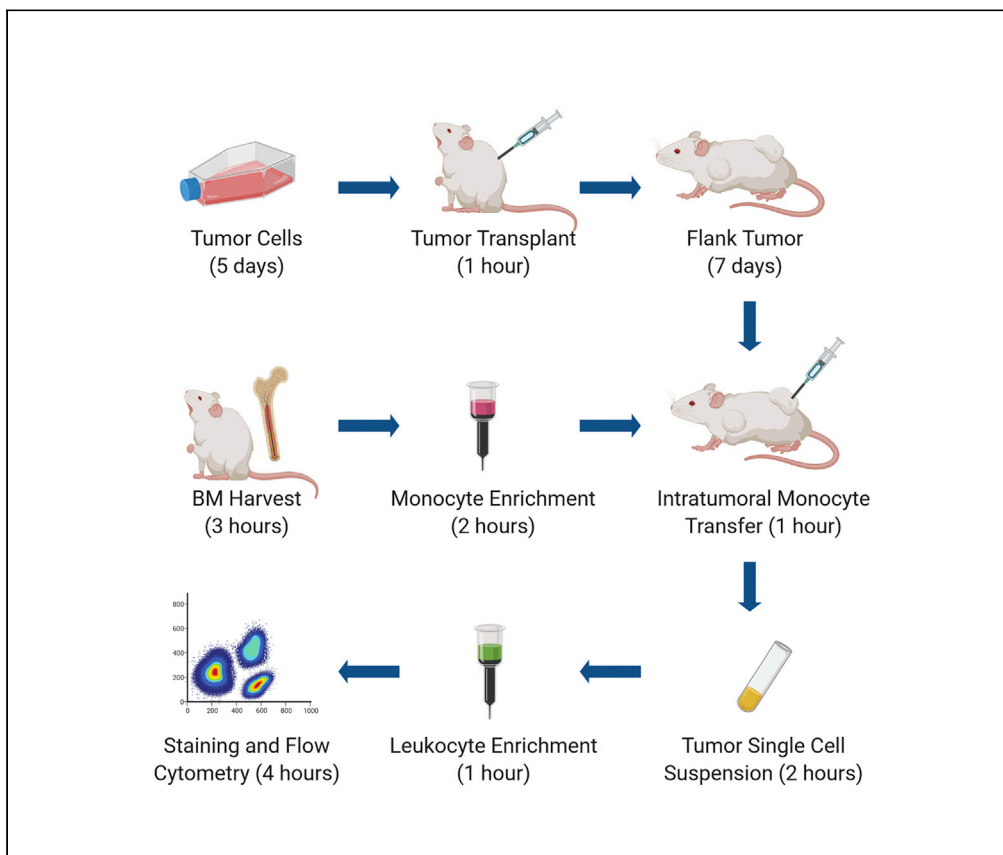 Tumor Cells
(5 days)
Tumor Transplant
(1 hour)
Flank Tumor
(7 days)
BM Harvest
(3 hours)
Monocyte Enrichment
(2 hours)
Intratumoral Monocyte
Transfer (1 hour)
800
600
400
200
0
0 200 400 600 800 1000
Staining and Flow
Cytometry (4 hours)
Leukocyte Enrichment
(1 hour)
Tumor Single Cell
Suspension (2 hours)